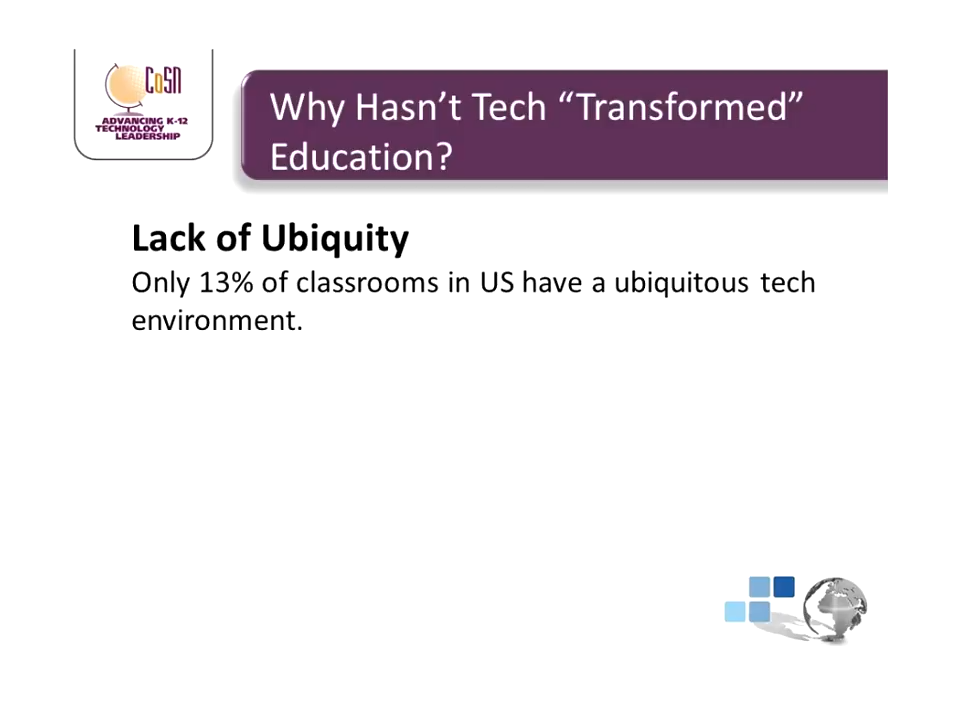 CoSN
ADVANCING K-12
TECHNOLOGY
LEADERSHIP
Why Hasn’t Tech “Transformed”
Education?
Lack of Ubiquity
Only 13% of classrooms in US have a ubiquitous tech
environment.